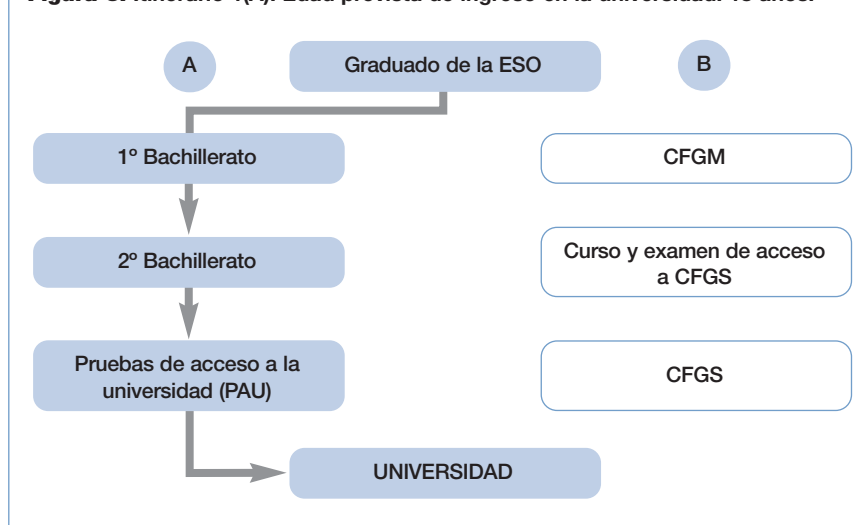 A
Graduado de la ESO
B
1º Bachillerato
CFGM
2º Bachillerato
Curso y examen de acceso
a CFGS
Pruebas de acceso a la
universidad (PAU)
CFGS
UNIVERSIDAD